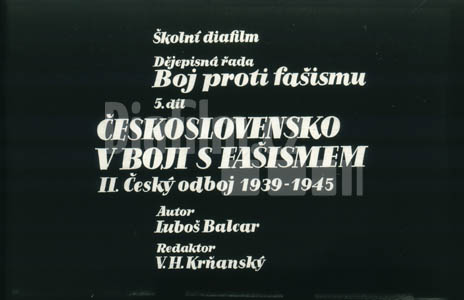 Školní diafilm
Dějepisná řada
Boj proti fašismu
5. díl
ČESKOSLOVENSKO
V BOJI S FAŠISMEM
II. Český odboj 1939-1945
Autor
Ľuboš Balcar
Redaktor
V. H. Krňanský